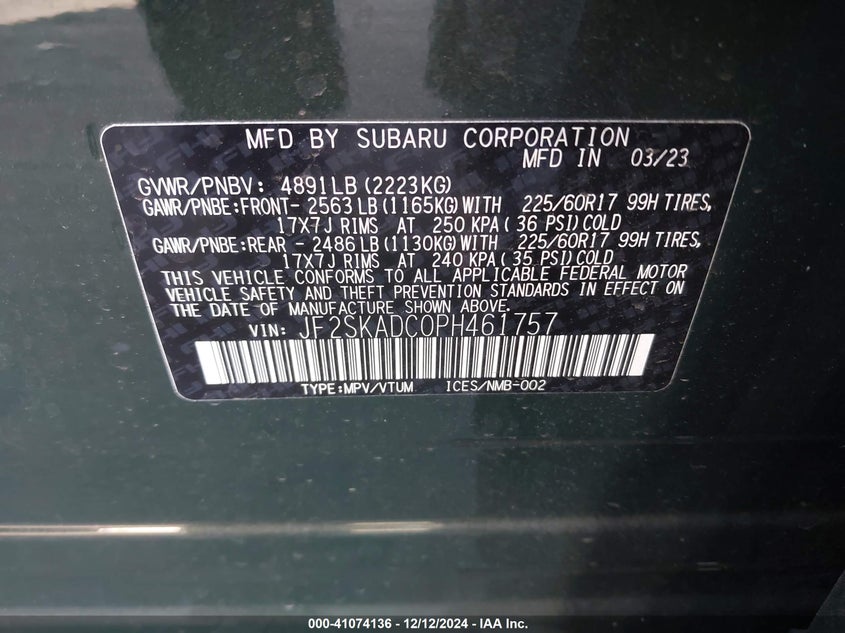 MFD BY SUBARU CORPORATION
MFD IN 03/23
GVWR/PNBV: 4891LB (2223KG)
GAWR/PNBE:FRONT- 2563LB (1165KG) WITH 225/60R17 99H TIRES,
17X7J RIMS AT 250 KPA ( 36 PSI) COLD
GAWR/PNBE:REAR - 2486LB (1130KG) WITH 225/60R17 99H TIRES,
17X7J RIMS AT 240 KPA ( 35 PSI) COLD
THIS VEHICLE CONFORMS TO ALL APPLICABLE FEDERAL MOTOR
VEHICLE SAFETY AND THEFT PREVENTION STANDARDS IN EFFECT ON
THE DATE OF MANUFACTURE SHOWN ABOVE.
VIN: JF2SKADC0PH461757
TYPE:MPV/VTUM ICES/NMB-002
000-41074136 - 12/12/2024 - IAA Inc.